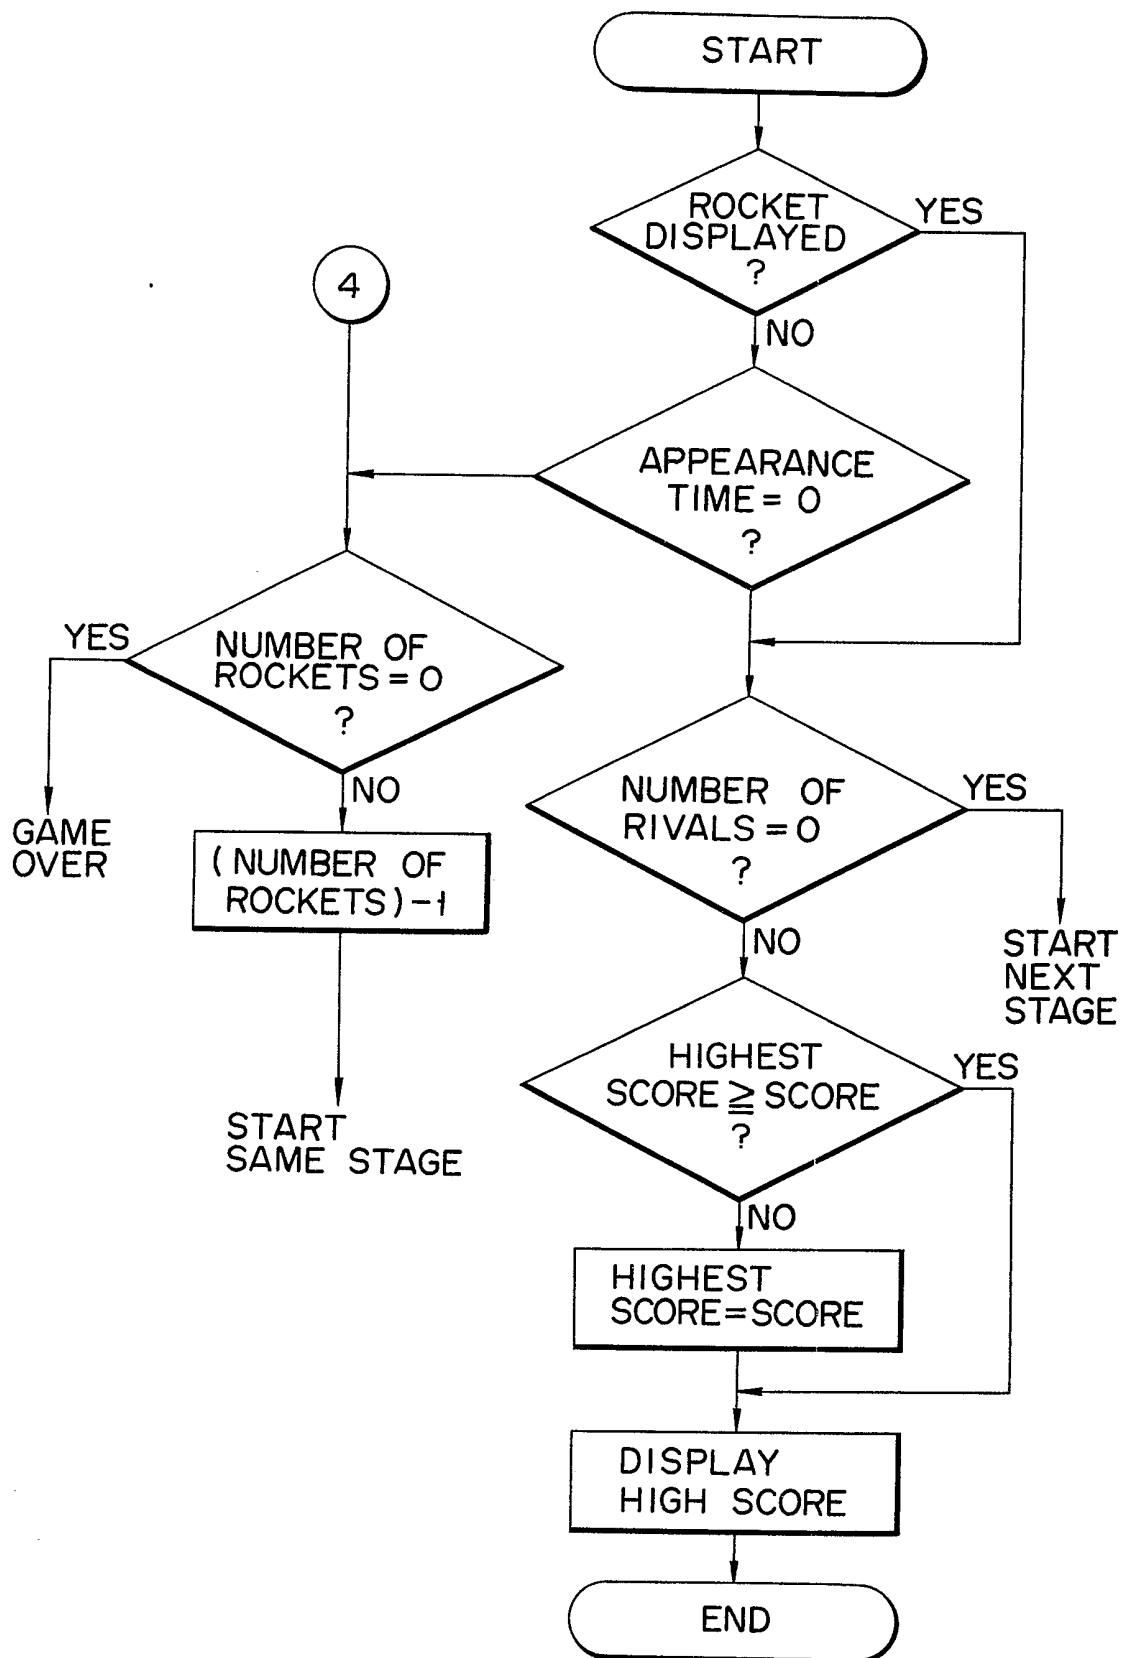 START
ROCKET
DISPLAYED
?
YES
NO
4
APPEARANCE
TIME = 0
?
YES
NUMBER OF
ROCKETS = 0
?
NO
GAME
OVER
(NUMBER OF
ROCKETS)-1
START
SAME STAGE
NUMBER OF
RIVALS = 0
?
YES
NO
START
NEXT
STAGE
HIGHEST
SCORE ≧ SCORE
?
YES
NO
HIGHEST
SCORE = SCORE
DISPLAY
HIGH SCORE
END